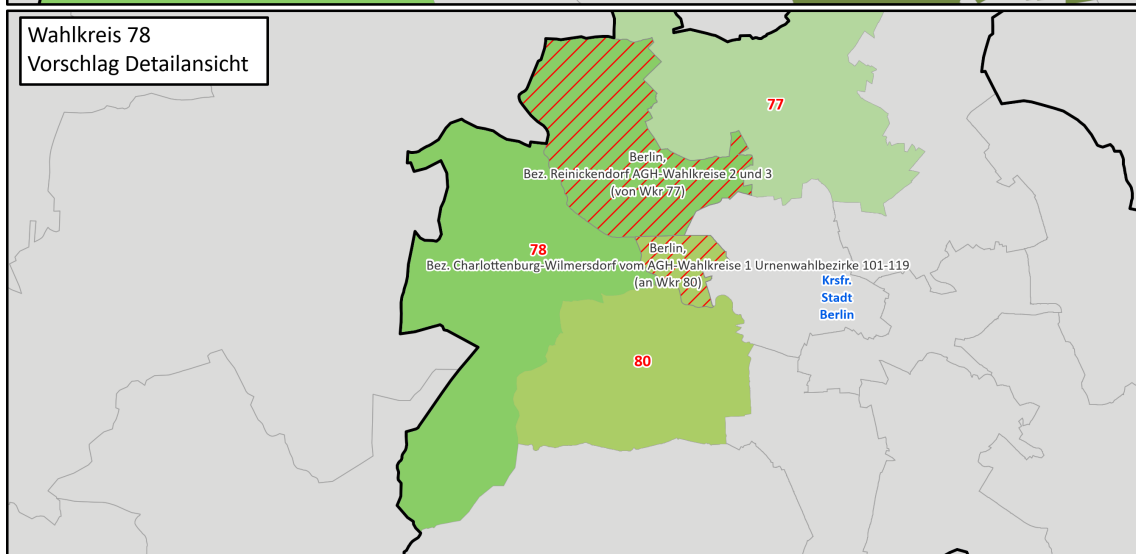 Wahlkreis 78
Vorschlag Detailansicht
77
Berlin,
Bez. Reinickendorf AGH-Wahlkreise 2 und 3
(von Wkr 77)
78
Berlin,
Bez. Charlottenburg-Wilmersdorf vom AGH-Wahlkreise 1 Urnenwahlbezirke 101-119
(an Wkr 80)
Krsfr.
Stadt
Berlin
80